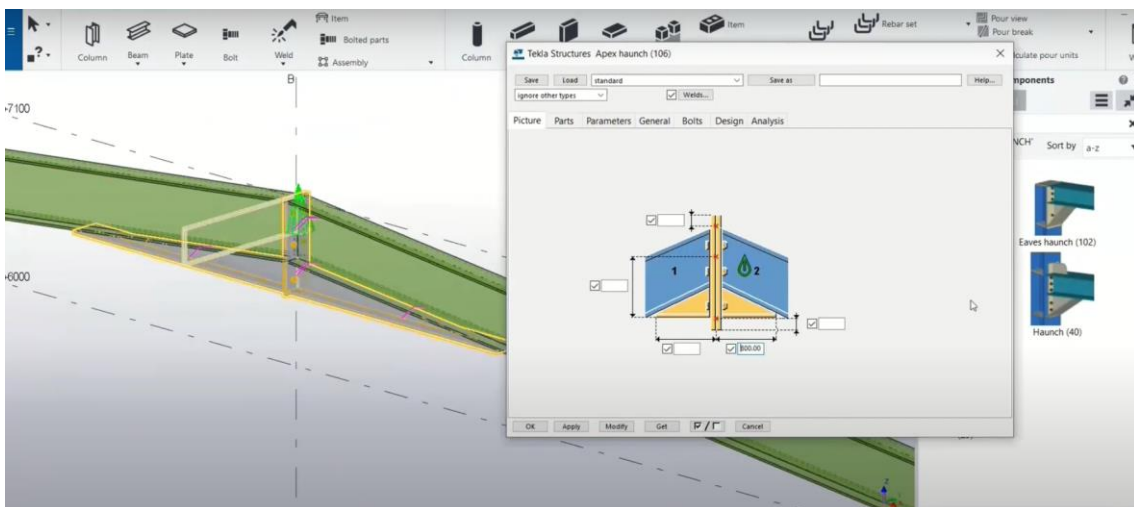 Item
Bolted parts
Assembly
Column
Beam
Plate
Bolt
Weld
Column
Item
Rebar set
Pour view
Pour break
culate pour units
B
+7100
+6000
Tekla Structures Apex haunch (106)
Save
Load
standard
Save as
Help...
ignore other types
Welds...
Picture
Parts
Parameters
General
Bolts
Design
Analysis
1
2
800.00
OK
Apply
Modify
Get
Cancel
mponents
NCH'
Sort by
a-z
Eaves haunch (102)
Haunch (40)
z